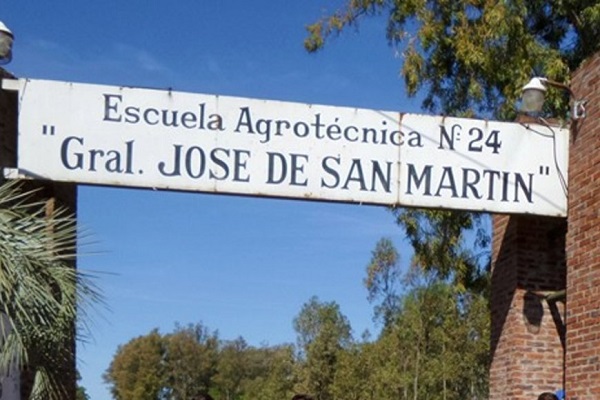 Escuela Agrotécnica Nº 24
"Gral. JOSE DE SAN MARTIN"